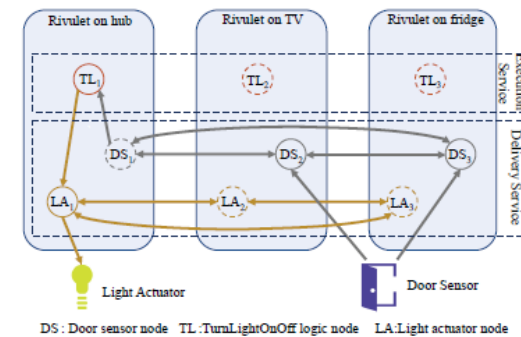 Rivulet on hub
Rivulet on TV
Rivulet on fridge
TL1
TL2
TL3
Execution
Service
DS1
DS2
DS3
Delivery Service
LA1
LA2
LA3
Light Actuator
Door Sensor
DS : Door sensor node TL :TurnLightOnOff logic node LA:Light actuator node